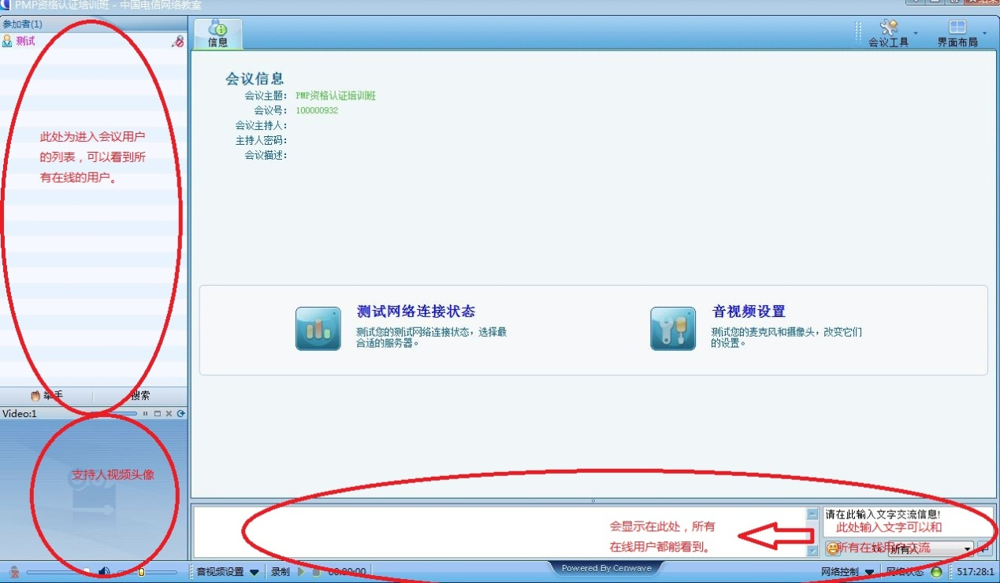 PMP资格认证培训班 - 中国电信网络教室
参加者(1)
测试
信息
会议工具
界面布局
会议信息
会议主题： PMP资格认证培训班
会议号： 100000932
会议主持人：
主持人密码：
会议描述：
此处为进入会议用户
的列表，可以看到所
有在线的用户。
测试网络连接状态
测试您的测试网络连接状态，选择最
合适的服务器。
音视频设置
测试您的麦克风和摄像头，改变它们
的设置。
举手
搜索
Video:1
支持人视频头像
会显示在此处，所有
在线用户都能看到。
请在此输入文字交流信息!
此处输入文字可以和
所有在线用户交流
所有人
音视频设置
录制
00:00:00
Powered By Cenwave
网络控制
网络状态
517:28:1